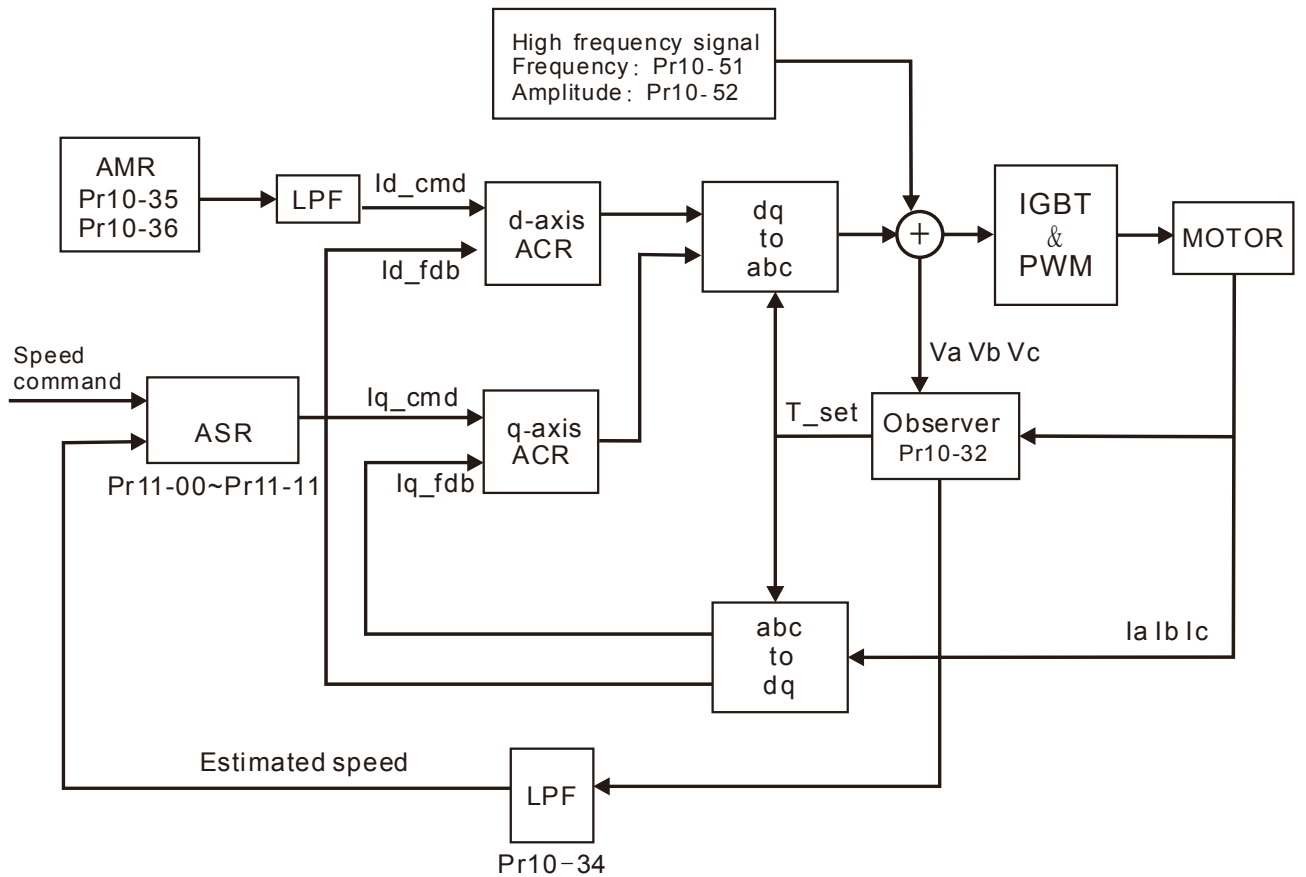 High frequency signal
Frequency: Pr10-51
Amplitude: Pr10-52
AMR
Pr10-35
Pr10-36
LPF
Id_cmd
Id_fdb
d-axis
ACR
dq
to
abc
+
IGBT
&
PWM
MOTOR
Speed
command
ASR
Pr11-00~Pr11-11
Iq_cmd
Iq_fdb
q-axis
ACR
T_set
Va Vb Vc
Observer
Pr10-32
abc
to
dq
Ia Ib Ic
Estimated speed
LPF
Pr10-34